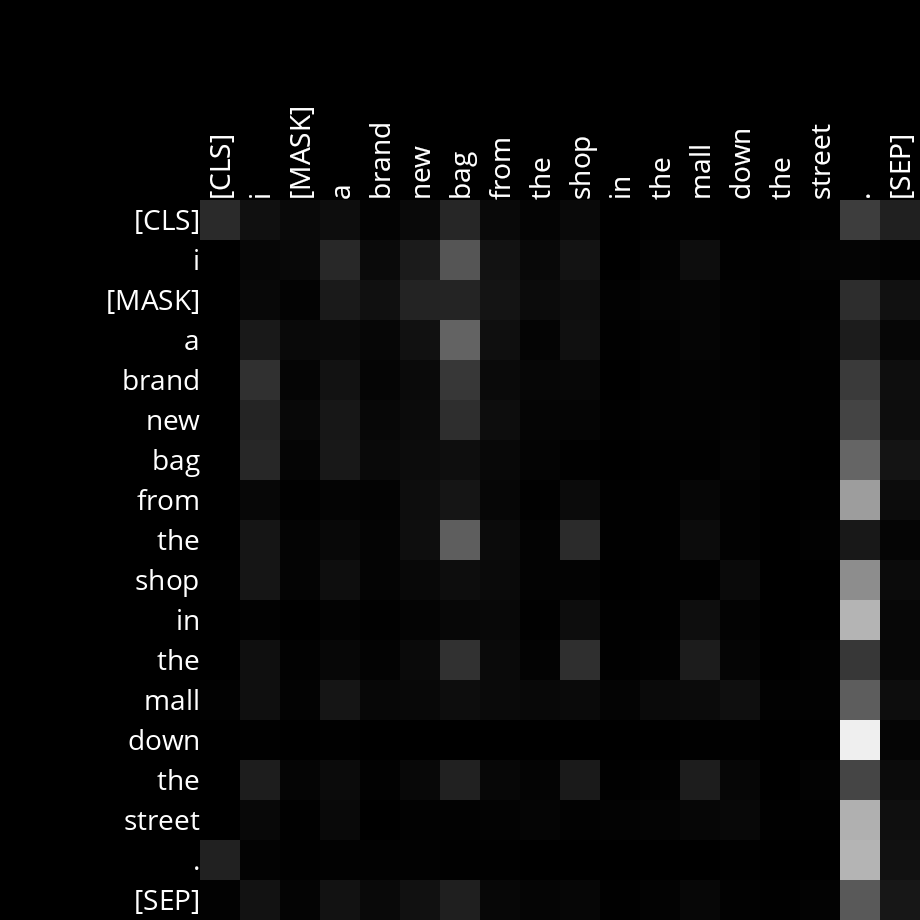 [CLS] i [MASK] a brand new bag from the shop in the mall down the street . [SEP]
[CLS]
i
[MASK]
a
brand
new
bag
from
the
shop
in
the
mall
down
the
street
.
[SEP]